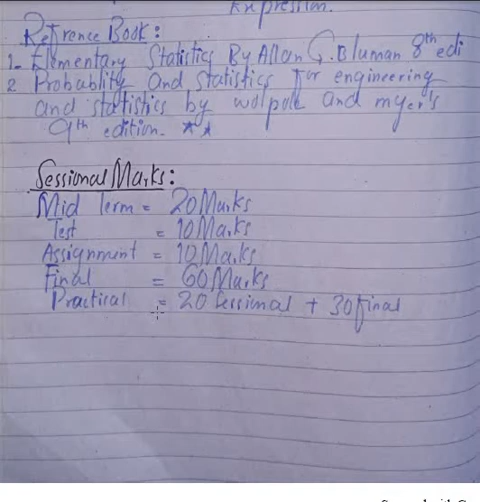 Expression.
Refrence Book:
1- Elementary Statistics By Allan G. Bluman 8th edi
2 Probablity And Statistics for engineering
and statistics by wolpole and myer's
9th edition. **
Sessional Marks:
Mid Term = 20 Marks
Test = 10 Marks
Assignment = 10 Marks
Final = 60 Marks
Practical = 20 Sessional + 30 final